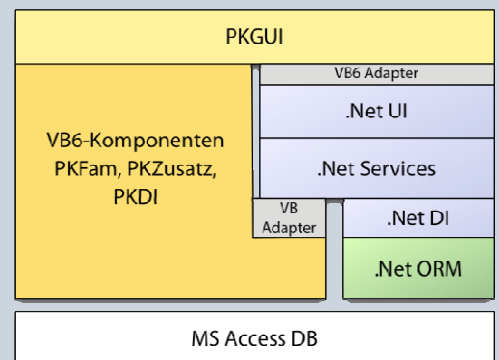 PKGUI
VB6 Adapter
.Net UI
VB6-Komponenten
PKFam, PKZusatz,
PKDI
.Net Services
VB
Adapter
.Net DI
.Net ORM
MS Access DB